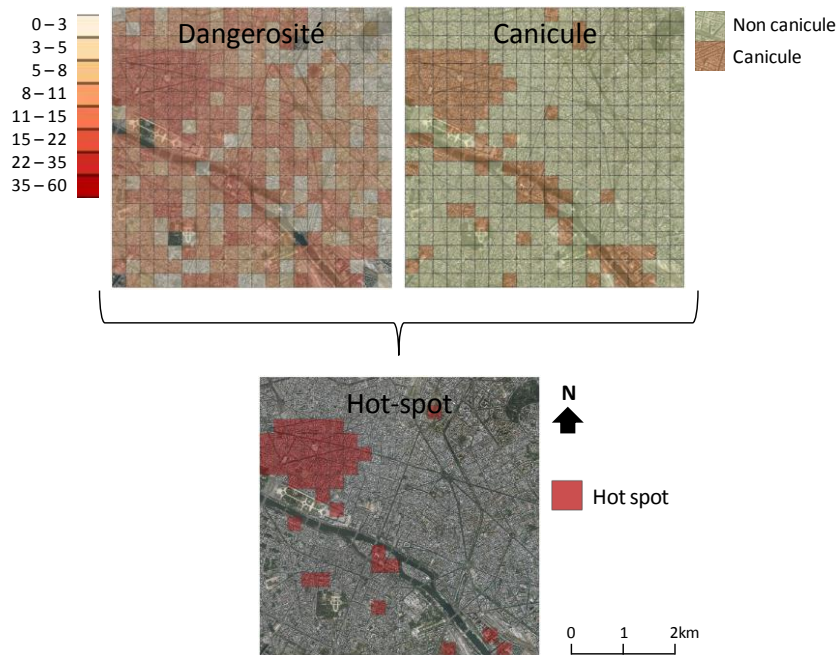 Dangerosité
Canicule
0 – 3
3 – 5
5 – 8
8 – 11
11 – 15
15 – 22
22 – 35
35 – 60
Non canicule
Canicule
Hot-spot
N
Hot spot
0 1 2km